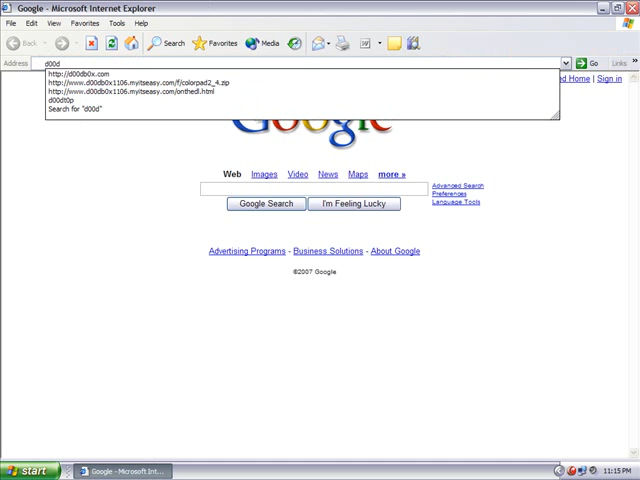 Google - Microsoft Internet Explorer
File Edit View Favorites Tools Help
Back Search Favorites Media
Address d00d Go Links »
http://d00db0x.com
http://www.d00db0x1106.myitseasy.com/f/colorpad2_4.zip
http://www.d00db0x1106.myitseasy.com/onthed!.html
d00dt0p
Search for "d00d"
ed Home | Sign in
Google
Web Images Video News Maps more »
Advanced Search
Preferences
Language Tools
Google Search I'm Feeling Lucky
Advertising Programs - Business Solutions - About Google
©2007 Google
start Google - Microsoft Int... 11:15 PM